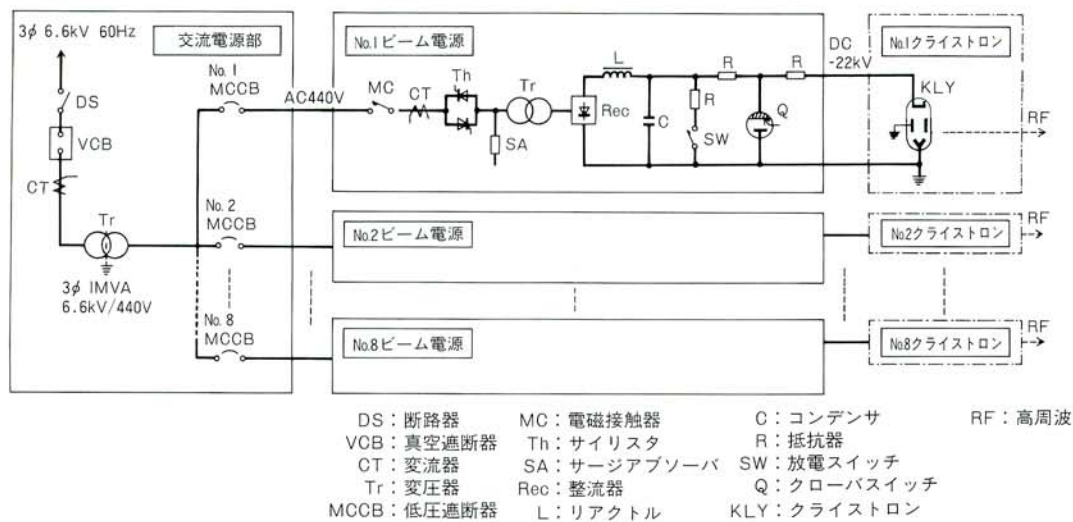 3φ 6.6kV 60Hz
交流電源部
DS
VCB
CT
Tr
3φ 1MVA
6.6kV/440V
No.1
MCCB
No.2
MCCB
No.8
MCCB
AC440V
No.1ビーム電源
MC
CT
Th
SA
Tr
Rec
L
C
R
SW
R
Q
R
DC
-22kV
No.1クライストロン
KLY
RF
No.2ビーム電源
No.2クライストロン
RF
No.8ビーム電源
No.8クライストロン
RF
DS:断路器
VCB:真空遮断器
CT:変流器
Tr:変圧器
MCCB:低圧遮断器
MC:電磁接触器
Th:サイリスタ
SA:サージアブソーバ
Rec:整流器
L:リアクトル
C:コンデンサ
R:抵抗器
SW:放電スイッチ
Q:クローバスイッチ
KLY:クライストロン
RF:高周波